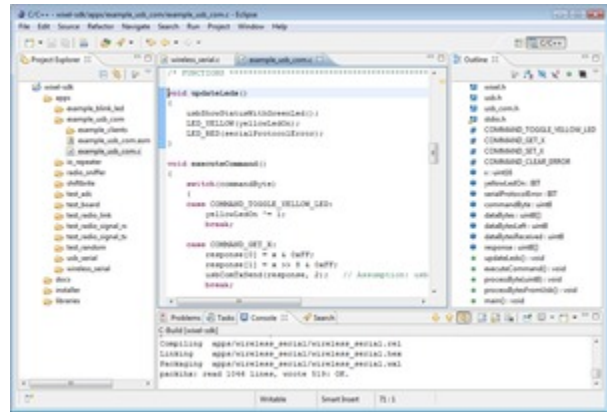 C/C++ - wixel-sdk/apps/example_usb_com/example_usb_com.c - Eclipse
File Edit Source Refactor Navigate Search Run Project Window Help
C/C++
Project Explorer
wixel-sdk
apps
example_blink_led
example_usb_com
example_clients
example_usb_com.asm
example_usb_com.c
io_repeater
radio_sniffer
shiftbrite
test_adc
test_board
test_radio_link
test_radio_signal_rx
test_radio_signal_tx
test_random
usb_serial
wireless_serial
docs
installer
libraries
wireless_serial.c
example_usb_com.c
/* FUNCTIONS
void updateLeds()
{
usbShowStatusWithGreenLed();
LED_YELLOW(yellowLedOn);
LED_RED(serialProtocolError);
}
void executeCommand()
{
switch(commandByte)
{
case COMMAND_TOGGLE_YELLOW_LED:
yellowLedOn ^= 1;
break;
case COMMAND_GET_X:
response[0] = x & 0xFF;
response[1] = x >> 8 & 0xFF;
usbComTxSend(response, 2); // Assumption: usb
break;
Outline
wixel.h
usb.h
usb_com.h
stdio.h
COMMAND_TOGGLE_YELLOW_LED
COMMAND_GET_X
COMMAND_SET_X
COMMAND_CLEAR_ERROR
x : uint16
yellowLedOn : BIT
serialProtocolError : BIT
commandByte : uint8
dataBytes : uint8[]
dataBytesLeft : uint8
dataBytesReceived : uint8
response : uint8[]
updateLeds() : void
executeCommand() : void
processByte(uint8) : void
processBytesFromUsb() : void
main() : void
Problems Tasks Console Search
C-Build [wixel-sdk]
Compiling apps/wireless_serial/wireless_serial.rel
Linking apps/wireless_serial/wireless_serial.hex
Packaging apps/wireless_serial/wireless_serial.wxl
packihx: read 1046 lines, wrote 519: OK.
Writable Smart Insert 71 : 1